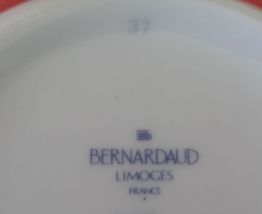 37
BERNARDAUD
LIMOGES
FRANCE